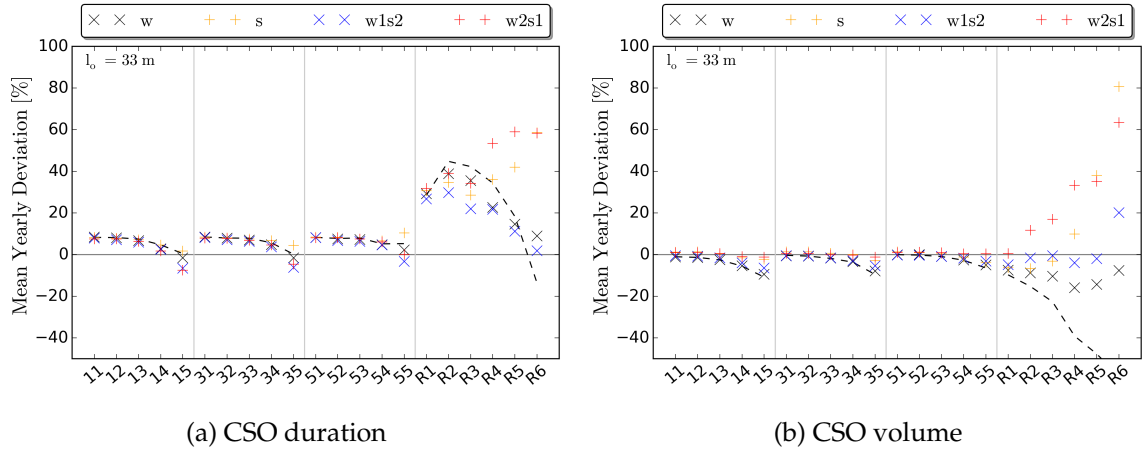 w s w1s2 w2s1
l_o = 33 m
Mean Yearly Deviation [%]
100
80
60
40
20
0
−20
−40
11 12 13 14 15 31 32 33 34 35 51 52 53 54 55 R1 R2 R3 R4 R5 R6
(a) CSO duration
w s w1s2 w2s1
l_o = 33 m
Mean Yearly Deviation [%]
100
80
60
40
20
0
−20
−40
11 12 13 14 15 31 32 33 34 35 51 52 53 54 55 R1 R2 R3 R4 R5 R6
(b) CSO volume